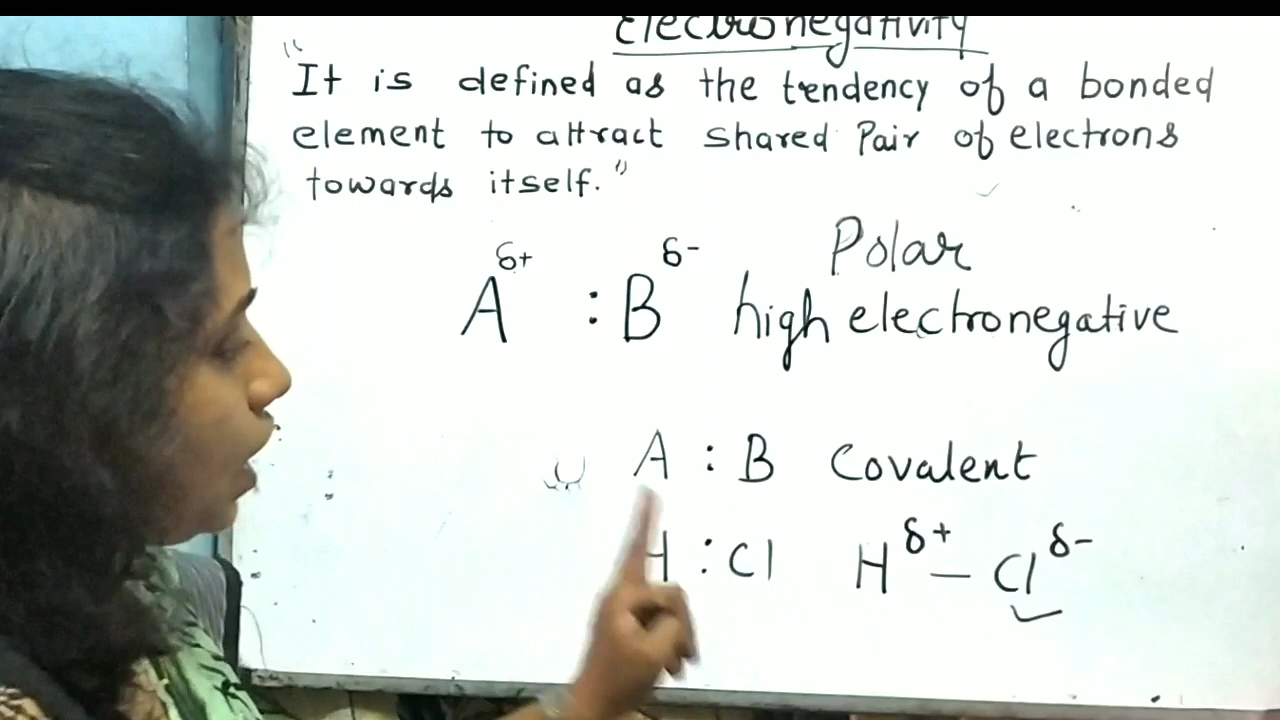 Electronegativity
"It is defined as the tendency of a bonded
element to attract shared Pair of electrons
towards itself."
Polar
A δ+ : B δ- high electronegative
A : B Covalent
H : Cl H δ+ — Cl δ-